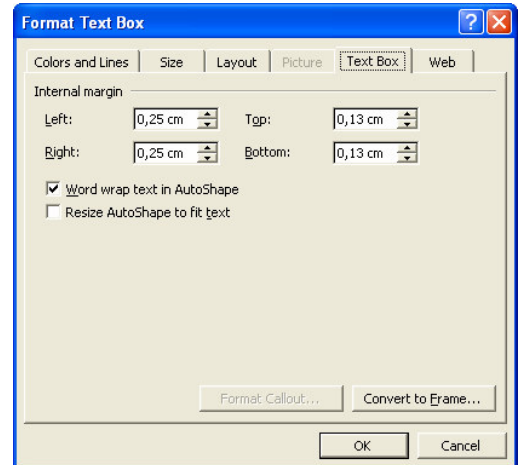 Format Text Box
Colors and Lines Size Layout Picture Text Box Web
Internal margin
Left: 0,25 cm Top: 0,13 cm
Right: 0,25 cm Bottom: 0,13 cm
Word wrap text in AutoShape
Resize AutoShape to fit text
Format Callout... Convert to Frame...
OK Cancel